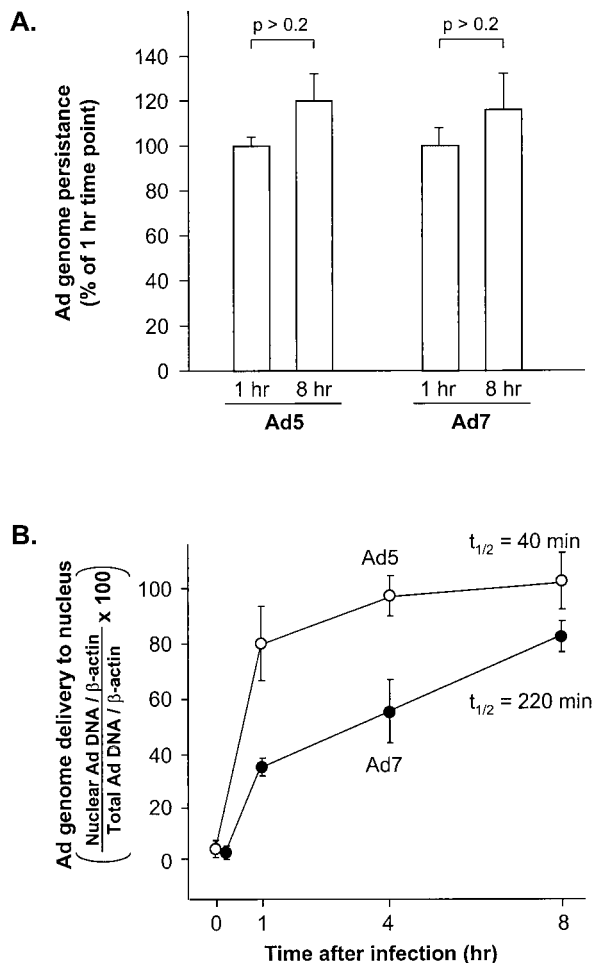 A.
p > 0.2
p > 0.2
Ad genome persistance
(% of 1 hr time point)
140
120
100
80
60
40
20
0
1 hr 8 hr 1 hr 8 hr
Ad5 Ad7
B.
Ad genome delivery to nucleus
( Nuclear Ad DNA / β-actin
Total Ad DNA / β-actin x 100 )
100
80
60
40
20
0
Ad5
t1/2 = 40 min
t1/2 = 220 min
Ad7
0 1 4 8
Time after infection (hr)